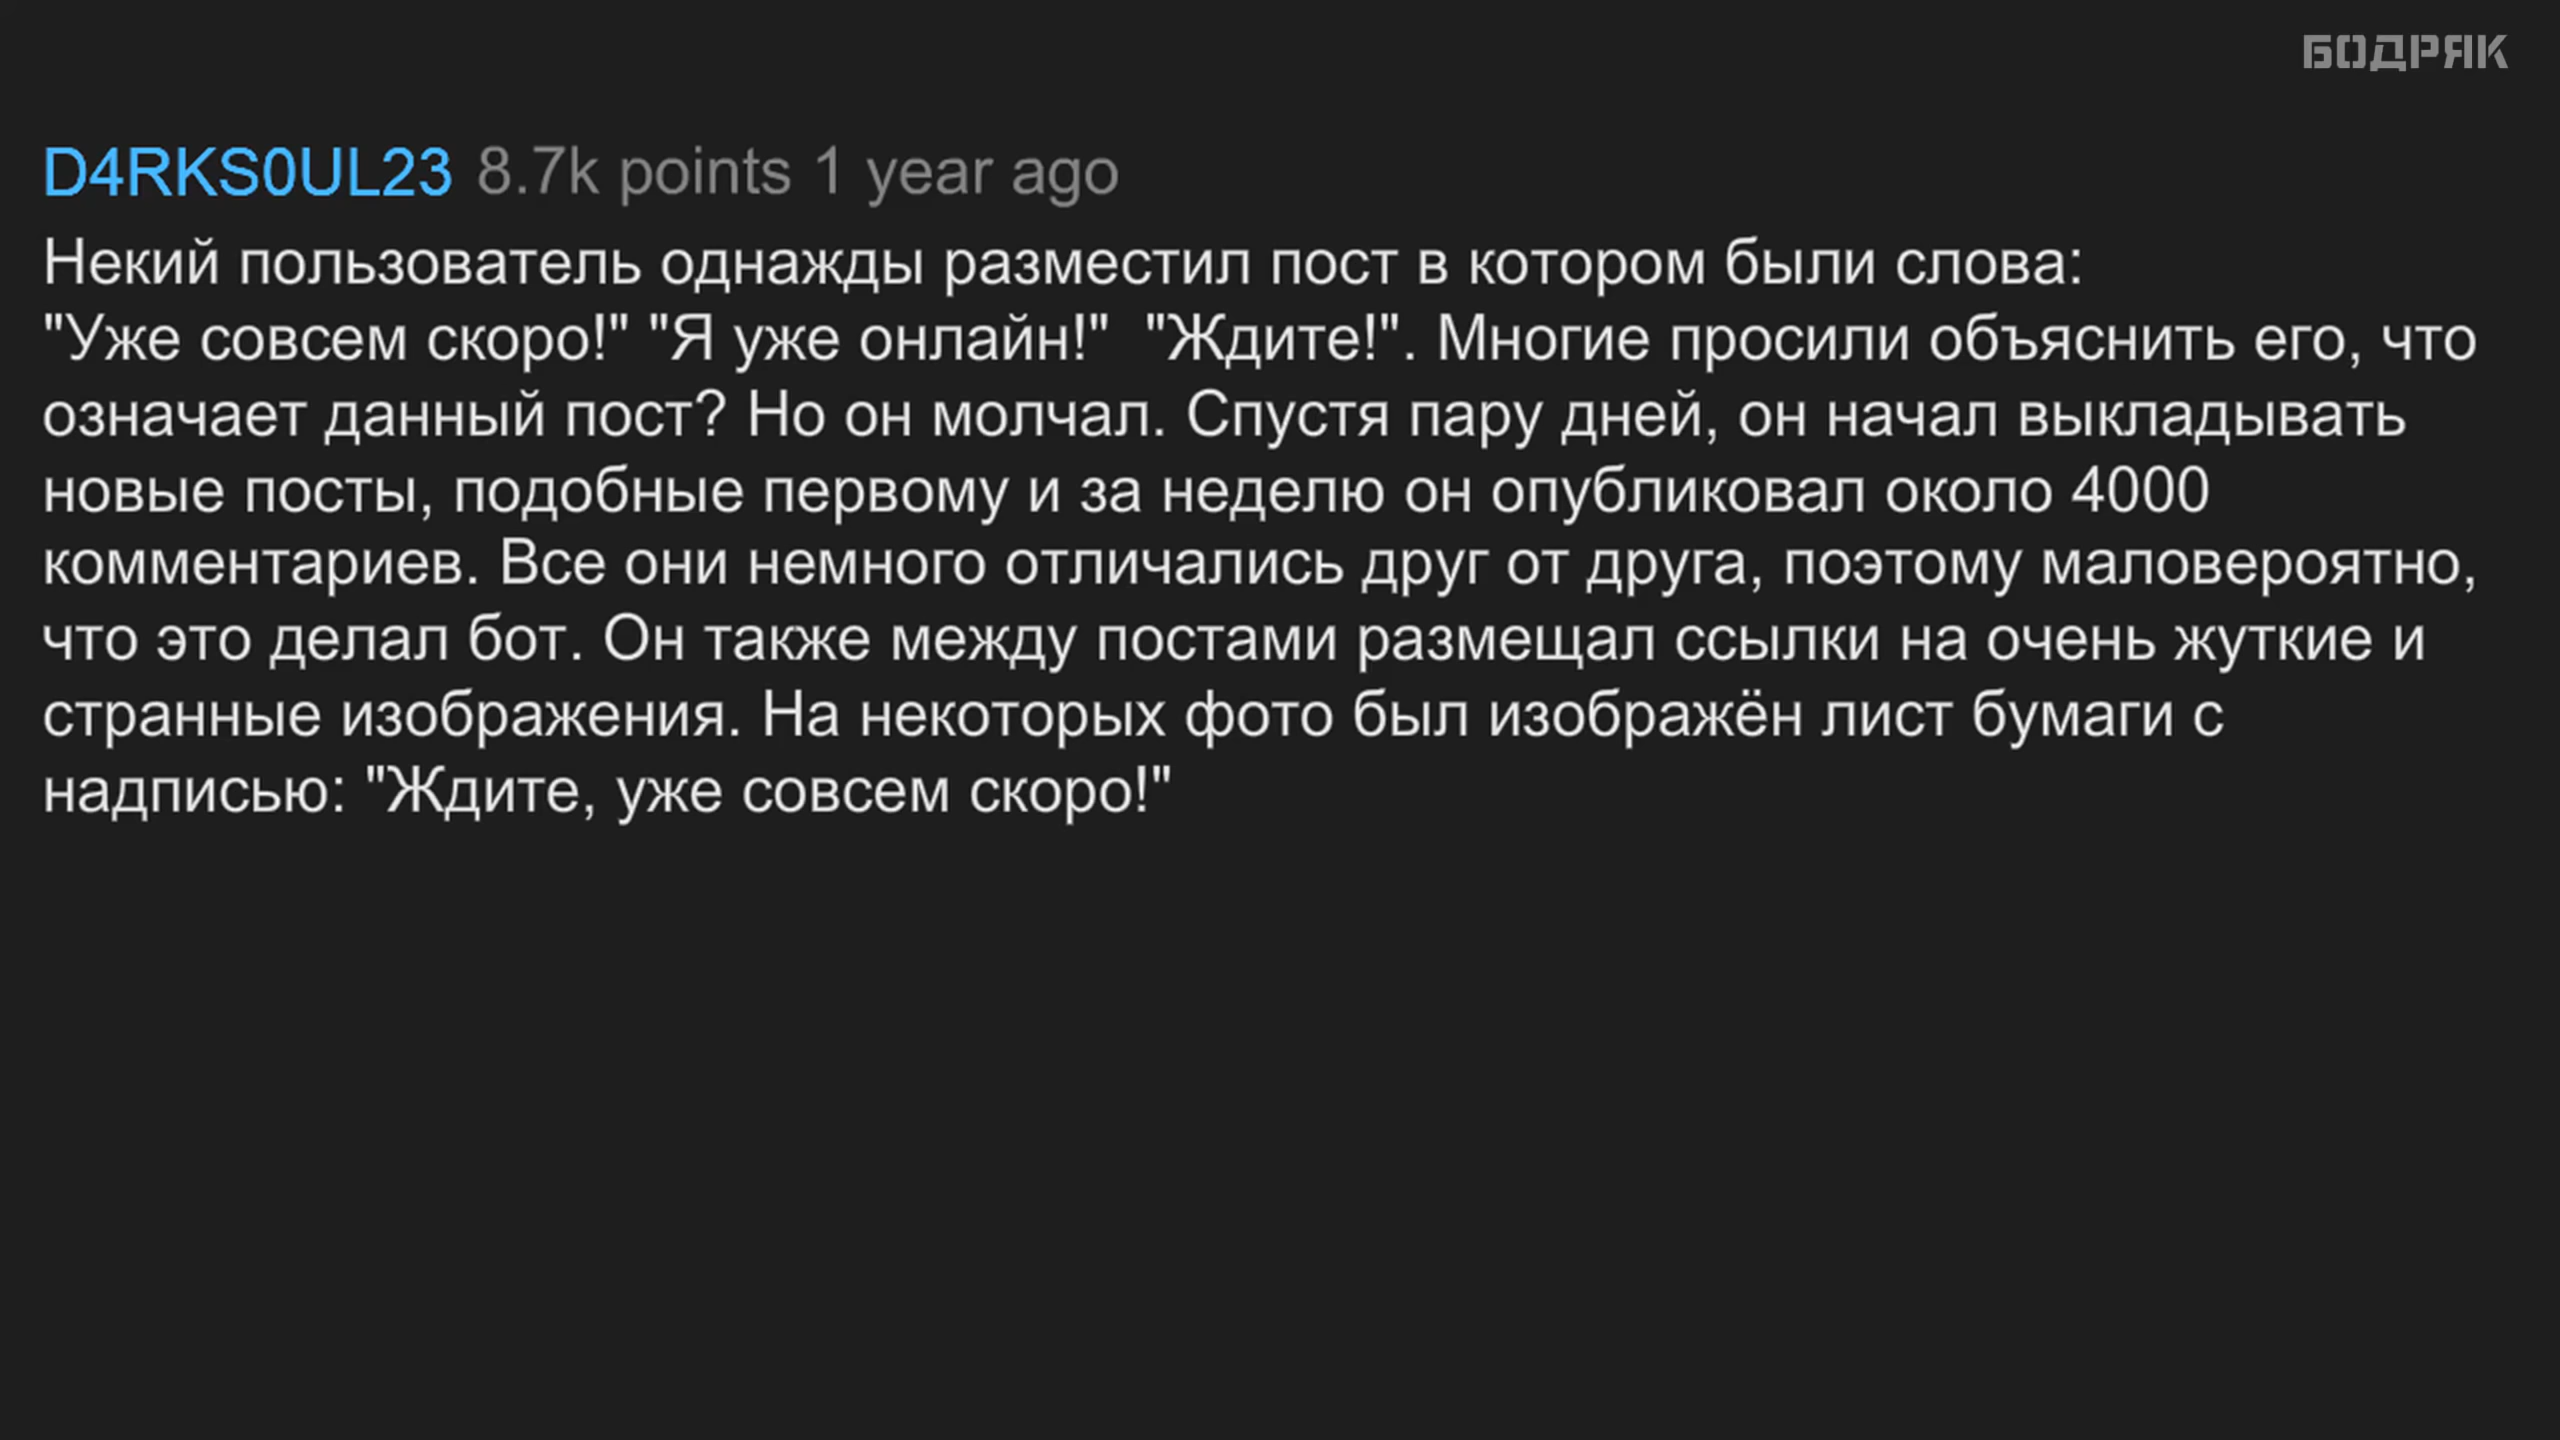 БОДРЯК
D4RKS0UL23 8.7k points 1 year ago
Некий пользователь однажды разместил пост в котором были слова:
"Уже совсем скоро!" "Я уже онлайн!"  "Ждите!". Многие просили объяснить его, что
означает данный пост? Но он молчал. Спустя пару дней, он начал выкладывать
новые посты, подобные первому и за неделю он опубликовал около 4000
комментариев. Все они немного отличались друг от друга, поэтому маловероятно,
что это делал бот. Он также между постами размещал ссылки на очень жуткие и
странные изображения. На некоторых фото был изображён лист бумаги с
надписью: "Ждите, уже совсем скоро!"